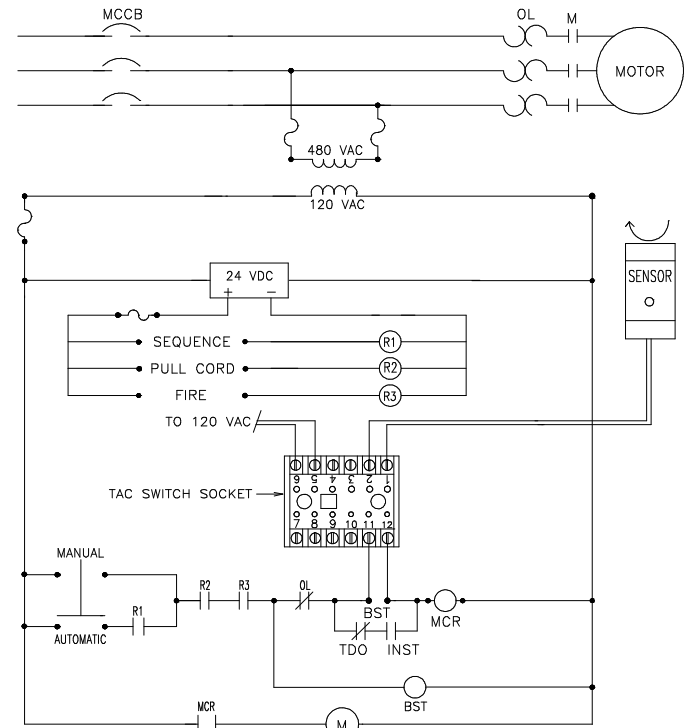 MCCB
OL
M
MOTOR
480 VAC
120 VAC
24 VDC
+ −
SENSOR
SEQUENCE
R1
PULL CORD
R2
FIRE
R3
TO 120 VAC
6 5 4 3 2 1
TAC SWITCH SOCKET
7 8 9 10 11 12
MANUAL
R2
R3
OL
R1
BST
MCR
AUTOMATIC
TDO
INST
BST
MCR
M